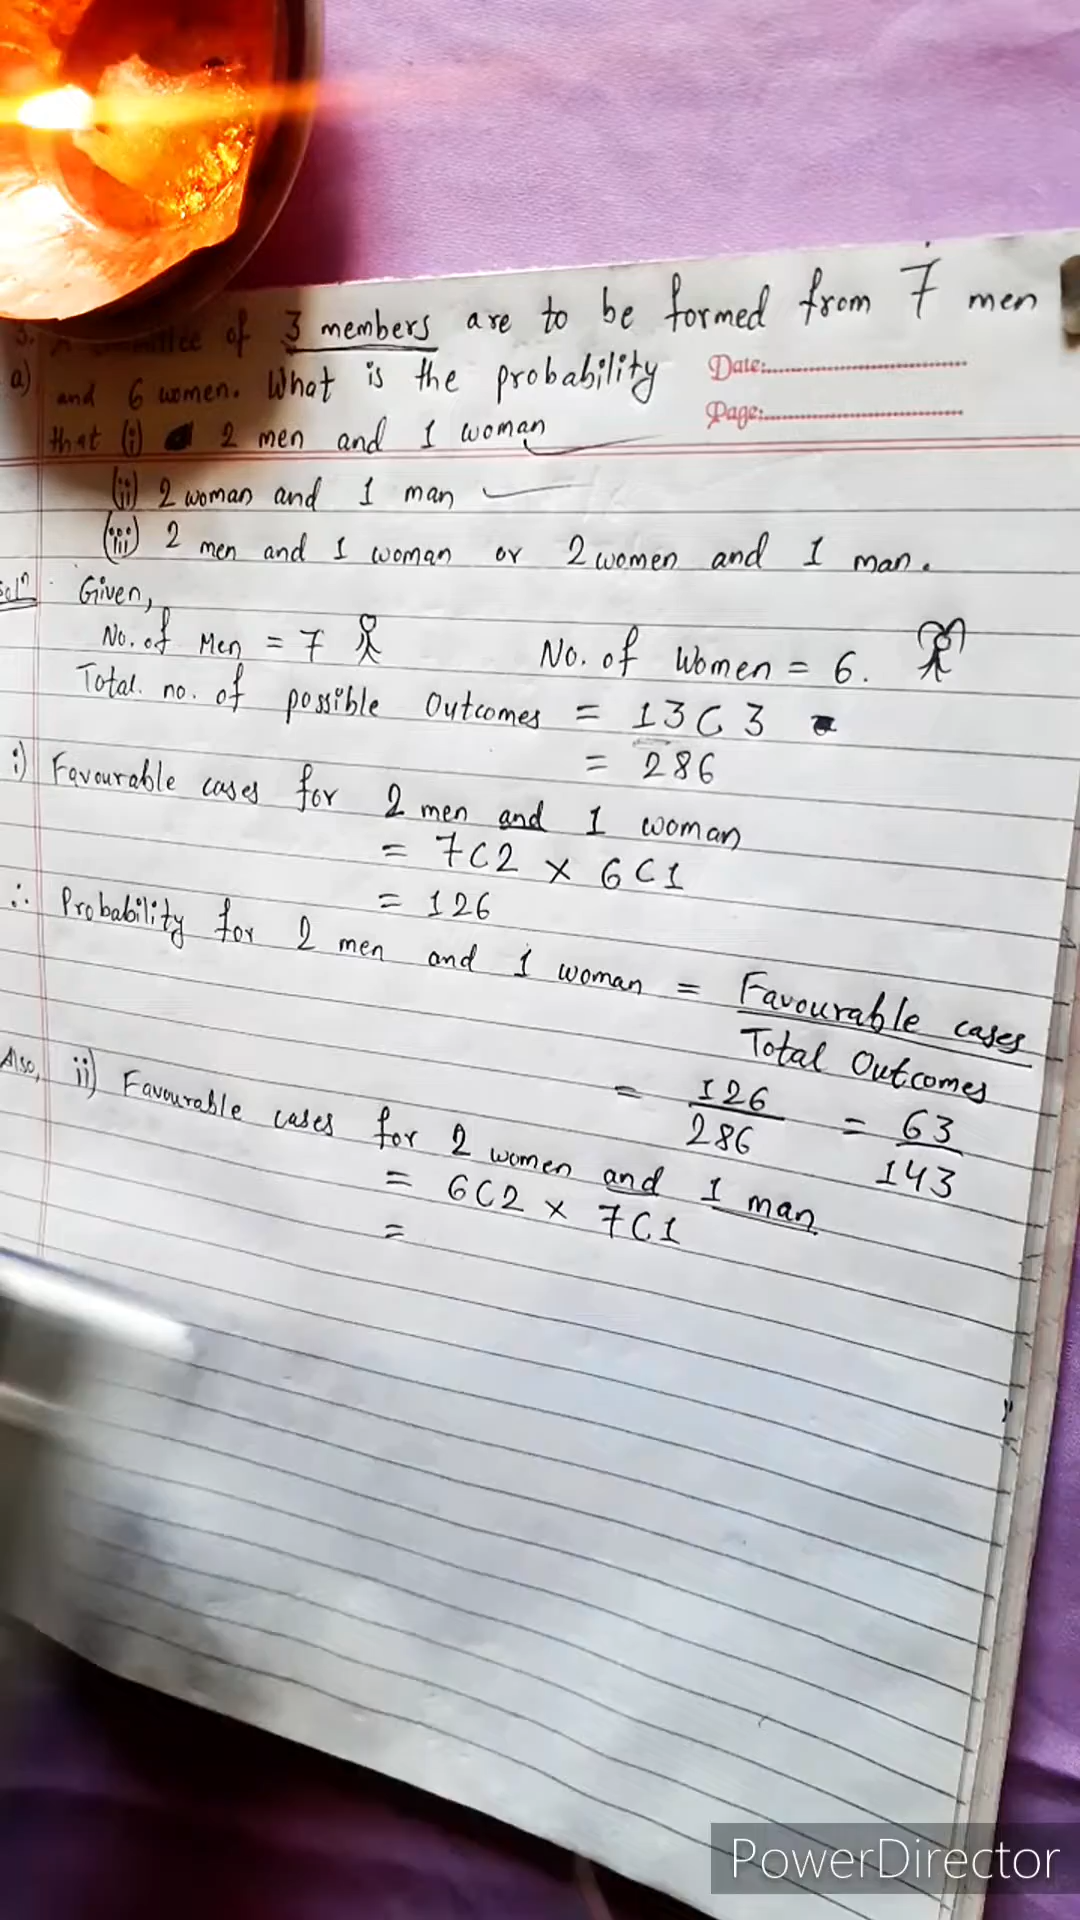 3. A committee of 3 members are to be formed from 7 men
a) and 6 women. What is the probability
Date:
Page:
that (i) 2 men and 1 woman
(ii) 2 woman and 1 man
(iii) 2 men and 1 woman or 2 women and 1 man.
Solⁿ Given,
No. of Men = 7 No. of Women = 6.
Total. no. of possible Outcomes = 13C3
= 286
i) Favourable cases for 2 men and 1 woman
= 7C2 × 6C1
= 126
∴ Probability for 2 men and 1 woman = Favourable cases
Total Outcomes
= 126/286 = 63/143
Also, ii) Favourable cases for 2 women and 1 man
= 6C2 × 7C1
=
PowerDirector